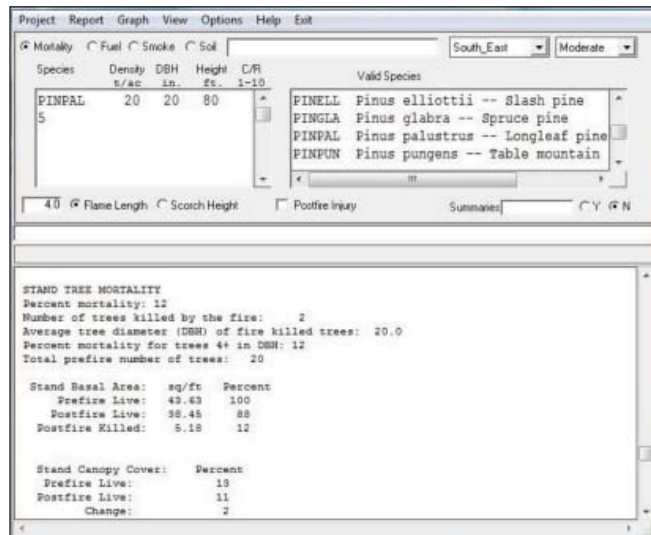 Project Report Graph View Options Help Exit
Mortality Fuel Smoke Soil South_East Moderate
Species Density DBH Height C/R Valid Species
t/ac in. ft. 1-10
PINPAL 20 20 80
5
PINELL Pinus elliottii -- Slash pine
PINGLA Pinus glabra -- Spruce pine
PINPAL Pinus palustrus -- Longleaf pine
PINPUN Pinus pungens -- Table mountain
4.0 Flame Length Scorch Height Postfire Injury Summaries Y N
STAND TREE MORTALITY
Percent mortality: 12
Number of trees killed by the fire: 2
Average tree diameter (DBH) of fire killed trees: 20.0
Percent mortality for trees 4+ in DBH: 12
Total prefire number of trees: 20
Stand Basal Area: sq/ft Percent
Prefire Live: 43.63 100
Postfire Live: 38.45 88
Postfire Killed: 5.18 12
Stand Canopy Cover: Percent
Prefire Live: 13
Postfire Live: 11
Change: 2